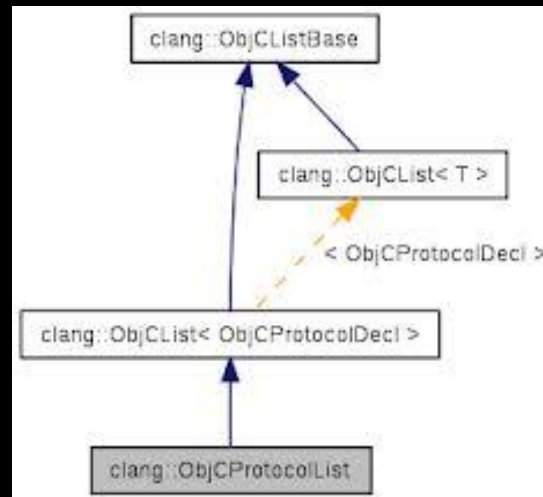 clang::ObjCListBase
clang::ObjCList< T >
< ObjCProtocolDecl >
clang::ObjCList< ObjCProtocolDecl >
clang::ObjCProtocolList